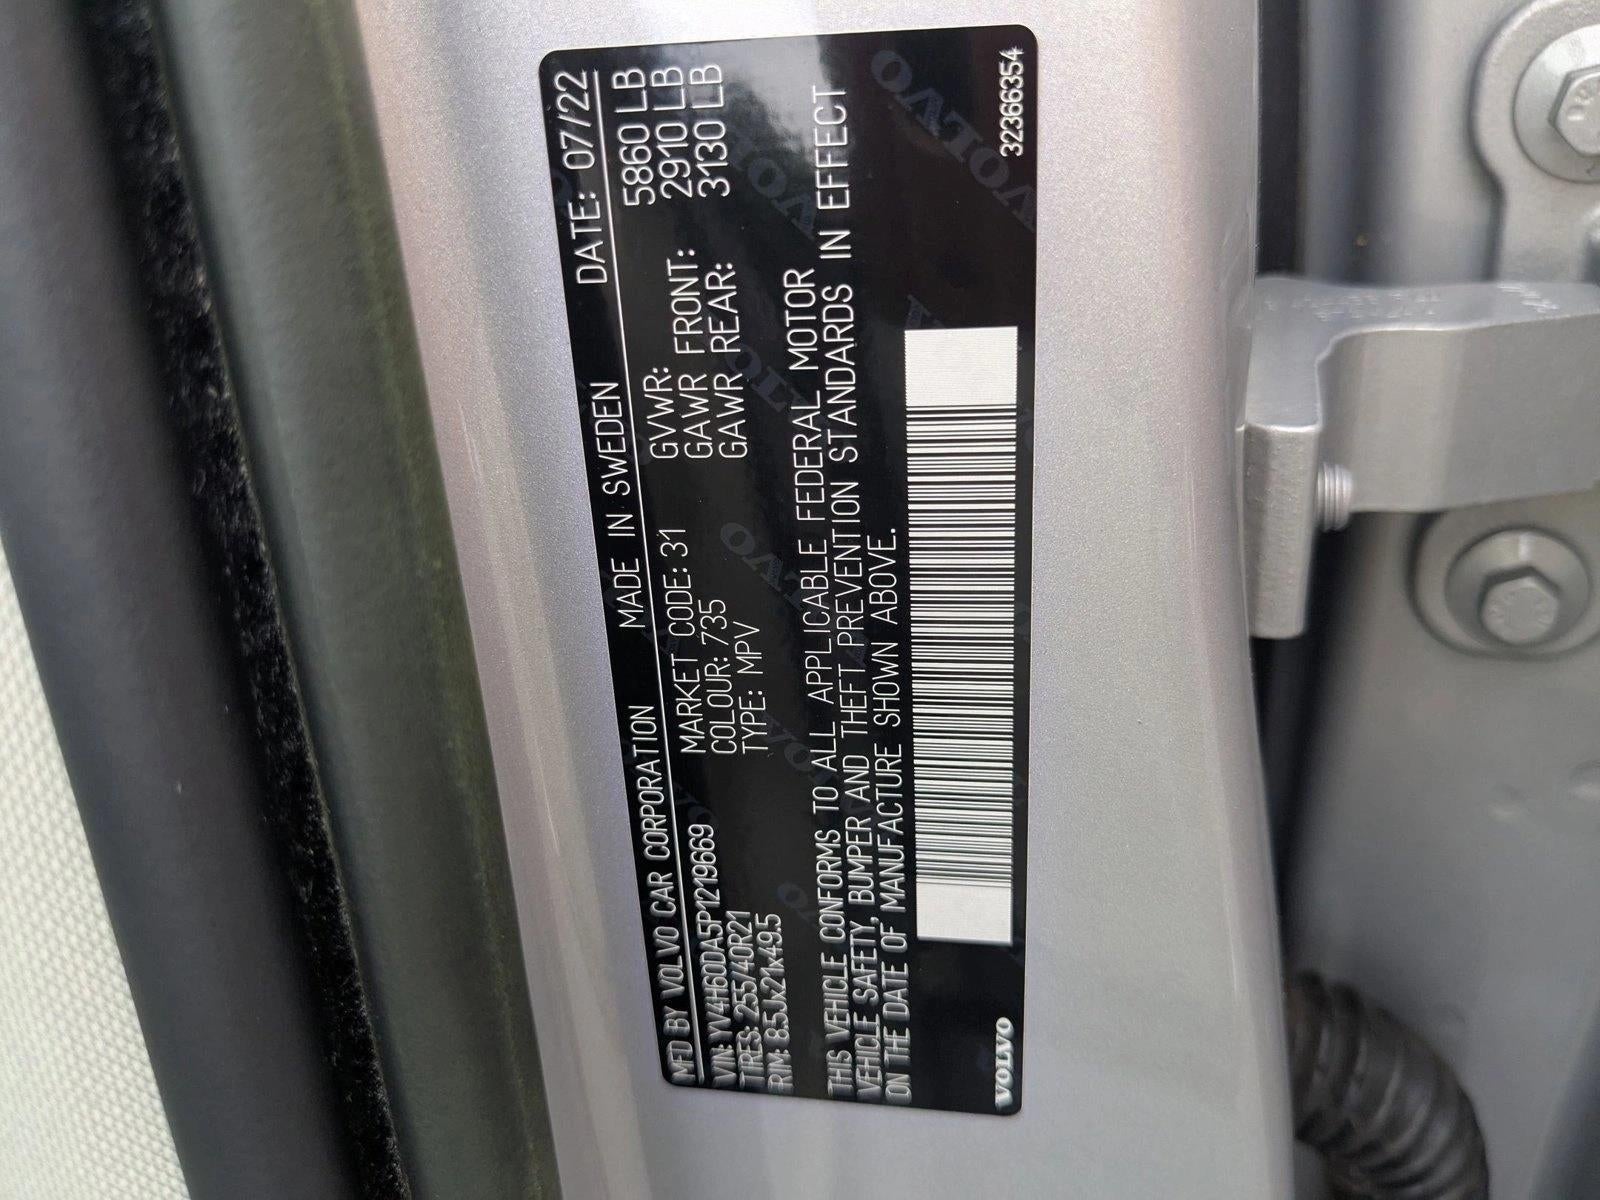 MFD BY VOLVO CAR CORPORATION MADE IN SWEDEN DATE: 07/22
VIN: YV4H60DA5P1219669 MARKET CODE: 31 GVWR: 5860 LB
TIRES: 255/40R21 COLOUR: 735 GAWR FRONT: 2910 LB
RIM: 8.5Jx21x49.5 TYPE: MPV GAWR REAR: 3130 LB
THIS VEHICLE CONFORMS TO ALL APPLICABLE FEDERAL MOTOR
VEHICLE SAFETY, BUMPER AND THEFT PREVENTION STANDARDS IN EFFECT
ON THE DATE OF MANUFACTURE SHOWN ABOVE.
VOLVO 32366354